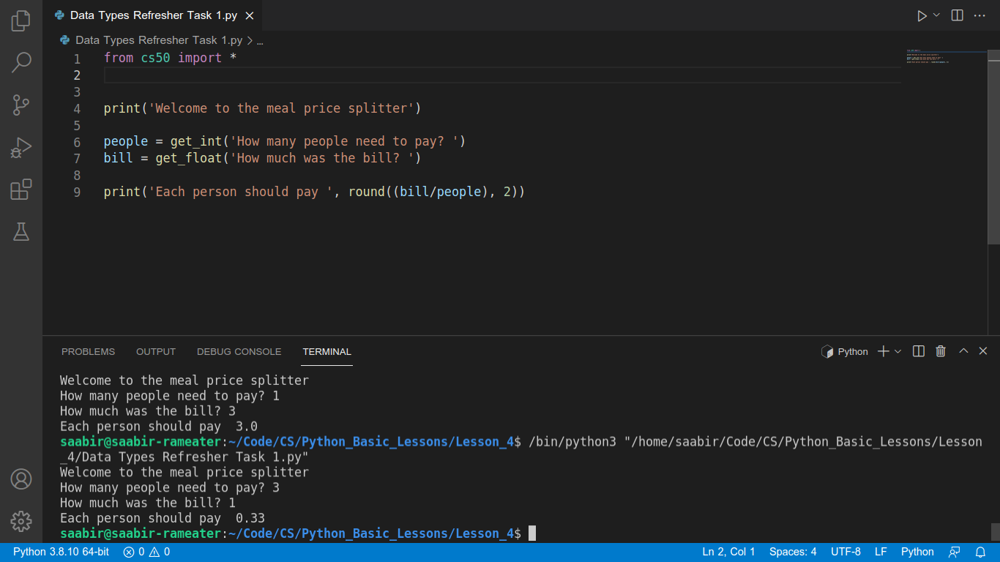 Data Types Refresher Task 1.py
Data Types Refresher Task 1.py > ...
1 from cs50 import *
2
3
4 print('Welcome to the meal price splitter')
5
6 people = get_int('How many people need to pay? ')
7 bill = get_float('How much was the bill? ')
8
9 print('Each person should pay ', round((bill/people), 2))
PROBLEMS OUTPUT DEBUG CONSOLE TERMINAL Python
Welcome to the meal price splitter
How many people need to pay? 1
How much was the bill? 3
Each person should pay  3.0
saabir@saabir-rameater:~/Code/CS/Python_Basic_Lessons/Lesson_4$ /bin/python3 "/home/saabir/Code/CS/Python_Basic_Lessons/Lesson
_4/Data Types Refresher Task 1.py"
Welcome to the meal price splitter
How many people need to pay? 3
How much was the bill? 1
Each person should pay  0.33
saabir@saabir-rameater:~/Code/CS/Python_Basic_Lessons/Lesson_4$
Python 3.8.10 64-bit 0 0 Ln 2, Col 1 Spaces: 4 UTF-8 LF Python